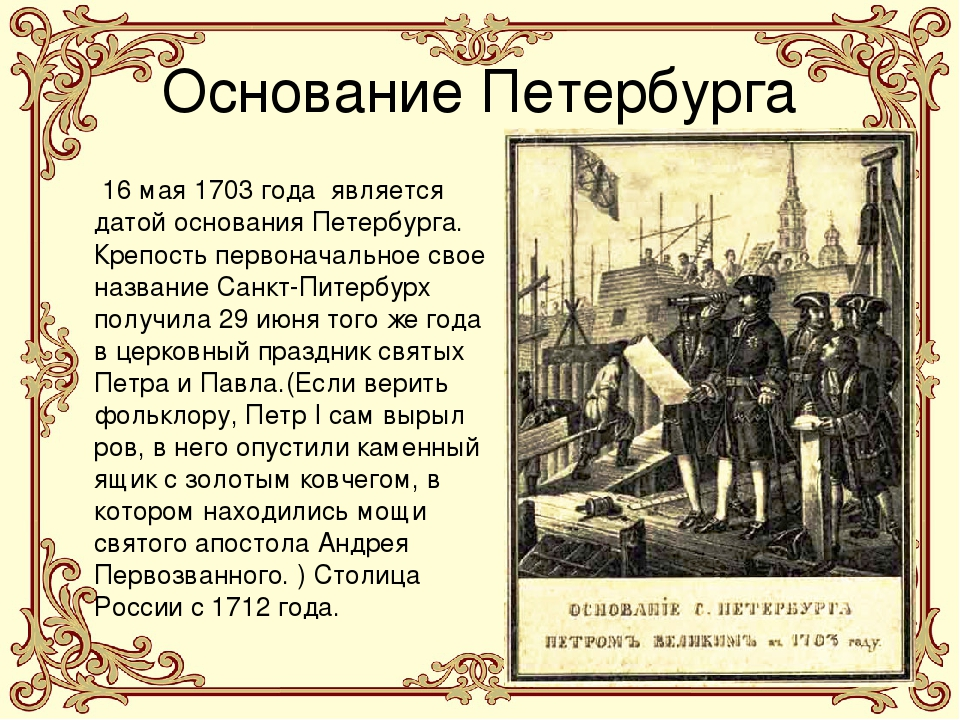 Основание Петербурга
16 мая 1703 года является
датой основания Петербурга.
Крепость первоначальное свое
название Санкт-Питербурх
получила 29 июня того же года
в церковный праздник святых
Петра и Павла.(Если верить
фольклору, Петр I сам вырыл
ров, в него опустили каменный
ящик с золотым ковчегом, в
котором находились мощи
святого апостола Андрея
Первозванного. ) Столица
России с 1712 года.
ОСНОВАНІЕ С. ПЕТЕРБУРГА
ПЕТРОМЪ ВЕЛИКИМЪ въ 1703 году.